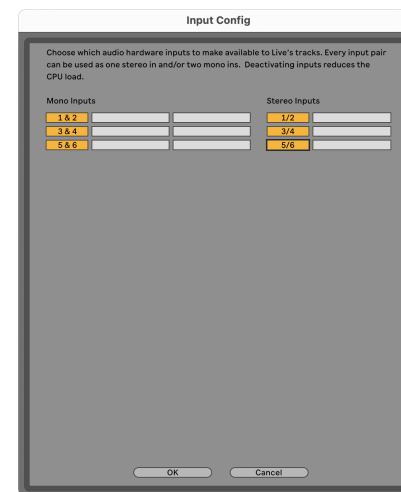 Input Config
Choose which audio hardware inputs to make available to Live's tracks. Every input pair
can be used as one stereo in and/or two mono ins. Deactivating inputs reduces the
CPU load.
Mono Inputs Stereo Inputs
1 & 2 1/2
3 & 4 3/4
5 & 6 5/6
OK Cancel